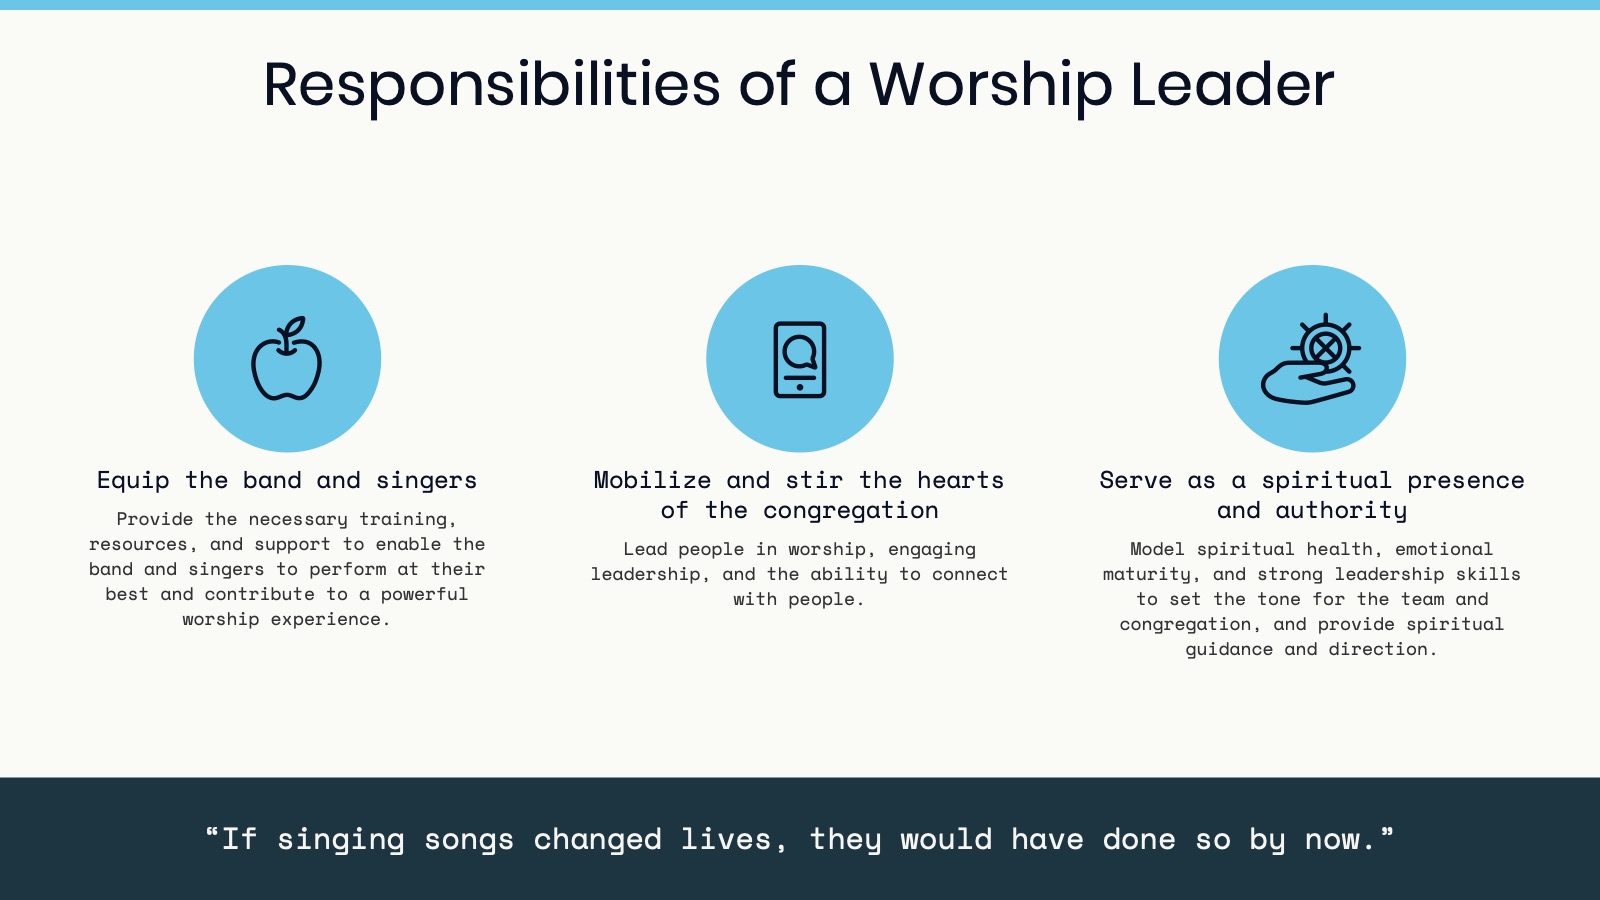 Responsibilities of a Worship Leader
Equip the band and singers
Provide the necessary training,
resources, and support to enable the
band and singers to perform at their
best and contribute to a powerful
worship experience.
Mobilize and stir the hearts
of the congregation
Lead people in worship, engaging
leadership, and the ability to connect
with people.
Serve as a spiritual presence
and authority
Model spiritual health, emotional
maturity, and strong leadership skills
to set the tone for the team and
congregation, and provide spiritual
guidance and direction.
“If singing songs changed lives, they would have done so by now.”